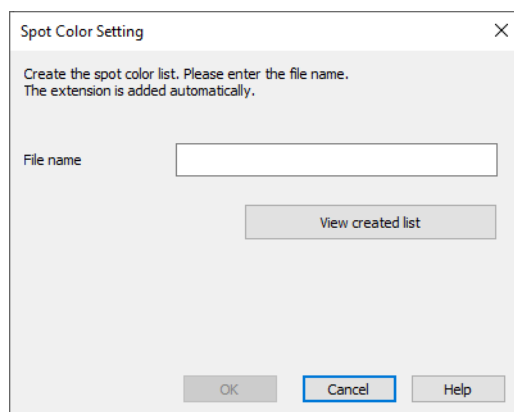 Spot Color Setting
Create the spot color list. Please enter the file name.
The extension is added automatically.
File name
View created list
OK
Cancel
Help